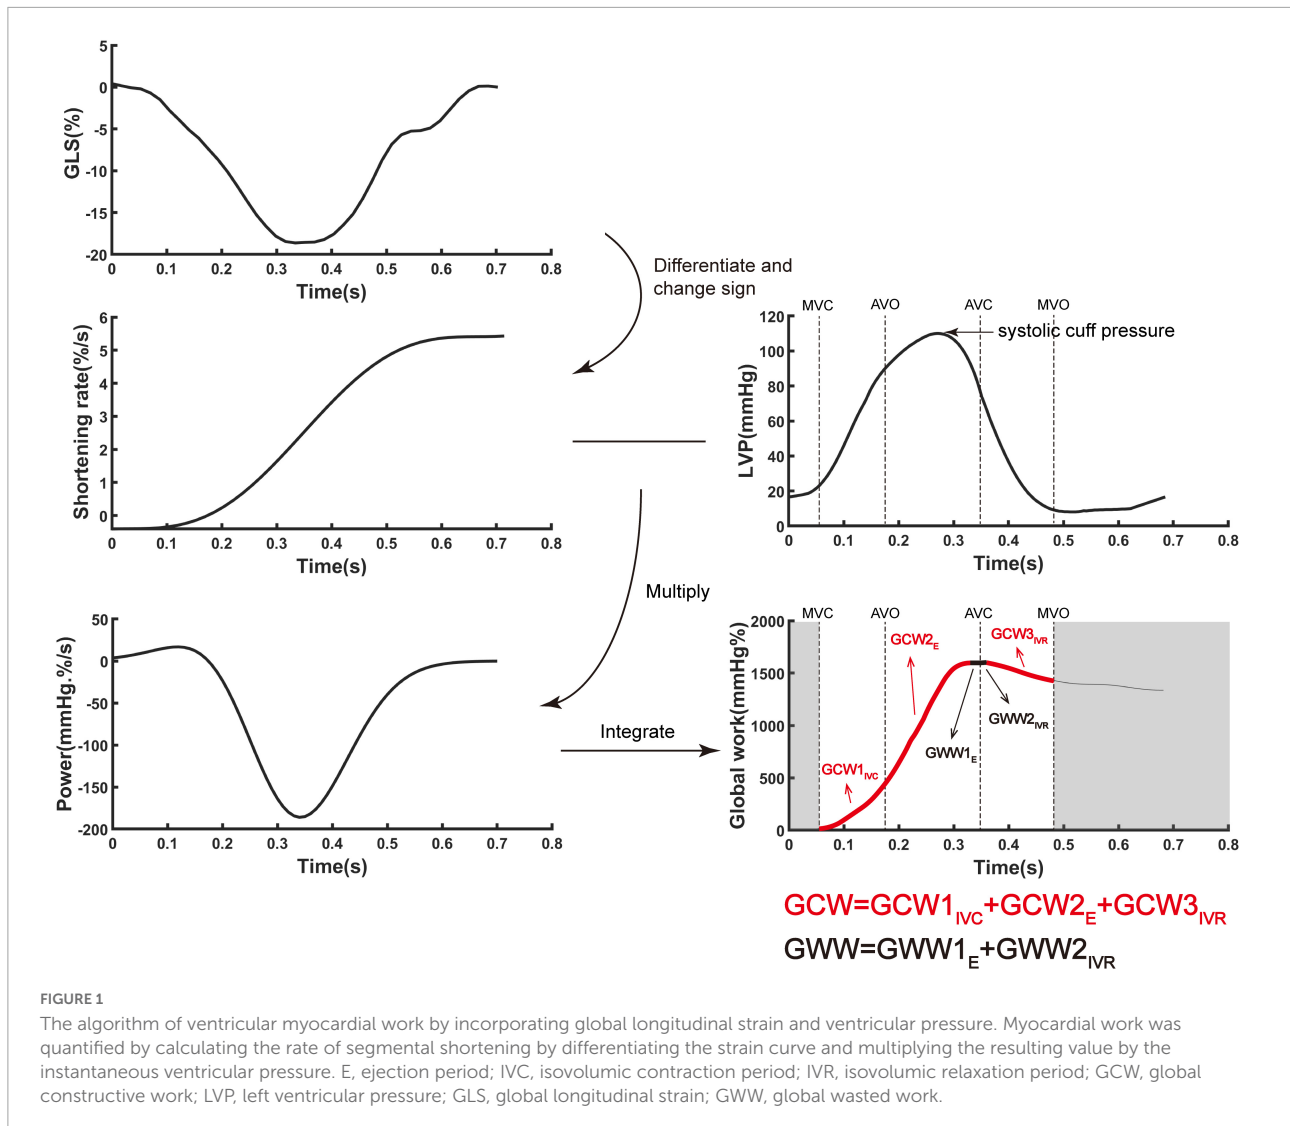 5
0
-5
-10
-15
-20
GLS(%)
0 0.1 0.2 0.3 0.4 0.5 0.6 0.7 0.8
Time(s)
Differentiate and
change sign
6
5
4
3
2
1
0
Shortening rate(%/s)
0 0.1 0.2 0.3 0.4 0.5 0.6 0.7 0.8
Time(s)
MVC AVO AVC MVO
120
100
80
60
40
20
0
LVP(mmHg)
systolic cuff pressure
0 0.1 0.2 0.3 0.4 0.5 0.6 0.7 0.8
Time(s)
Multiply
50
0
-50
-100
-150
-200
Power(mmHg.%/s)
0 0.1 0.2 0.3 0.4 0.5 0.6 0.7 0.8
Time(s)
Integrate
MVC AVO AVC MVO
2000
1500
1000
500
0
Global work(mmHg%)
GCW1IVC
GCW2E
GCW3IVR
GWW1E
GWW2IVR
0 0.1 0.2 0.3 0.4 0.5 0.6 0.7 0.8
Time(s)
GCW=GCW1IVC+GCW2E+GCW3IVR
GWW=GWW1E+GWW2IVR
FIGURE 1
The algorithm of ventricular myocardial work by incorporating global longitudinal strain and ventricular pressure. Myocardial work was
quantified by calculating the rate of segmental shortening by differentiating the strain curve and multiplying the resulting value by the
instantaneous ventricular pressure. E, ejection period; IVC, isovolumic contraction period; IVR, isovolumic relaxation period; GCW, global
constructive work; LVP, left ventricular pressure; GLS, global longitudinal strain; GWW, global wasted work.